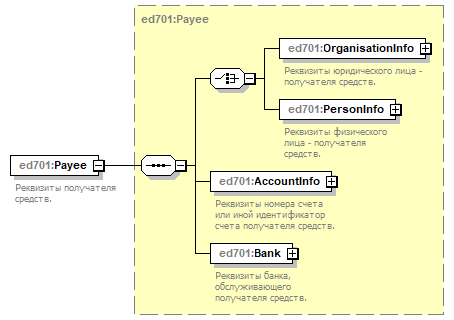 ed701:Payee
ed701:OrganisationInfo
Реквизиты юридического лица -
получателя средств.
ed701:PersonInfo
Реквизиты физического
лица - получателя
средств.
ed701:Payee
Реквизиты получателя
средств.
ed701:AccountInfo
Реквизиты номера счета
или иной идентификатор
счета получателя средств.
ed701:Bank
Реквизиты банка,
обслуживающего
получателя средств.